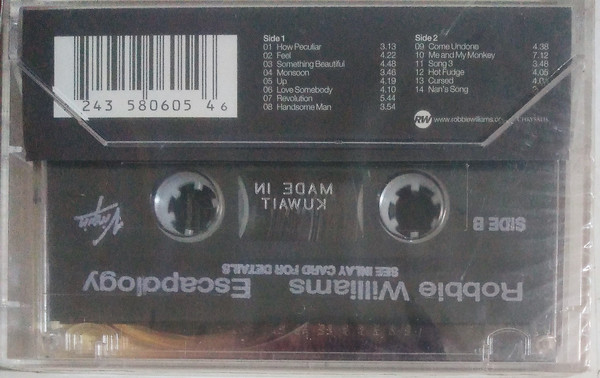 Side 1
01 How Peculiar 3.13
02 Feel 4.22
03 Something Beautiful 4.48
04 Monsoon 3.46
05 Up 4.19
06 Love Somebody 4.10
07 Revolution 5.44
08 Handsome Man 3.54
Side 2
09 Come Undone 4.38
10 Me and My Monkey 7.12
11 Song 3 3.48
12 Hot Fudge 4.05
13 Cursed
14 Nan's Song
243 580605 46
RW www.robbiewilliams.co
MADE IN
KUWAIT
Virgin
SIDE B
SEE INLAY CARD FOR DETAILS
Robbie Williams Escapology